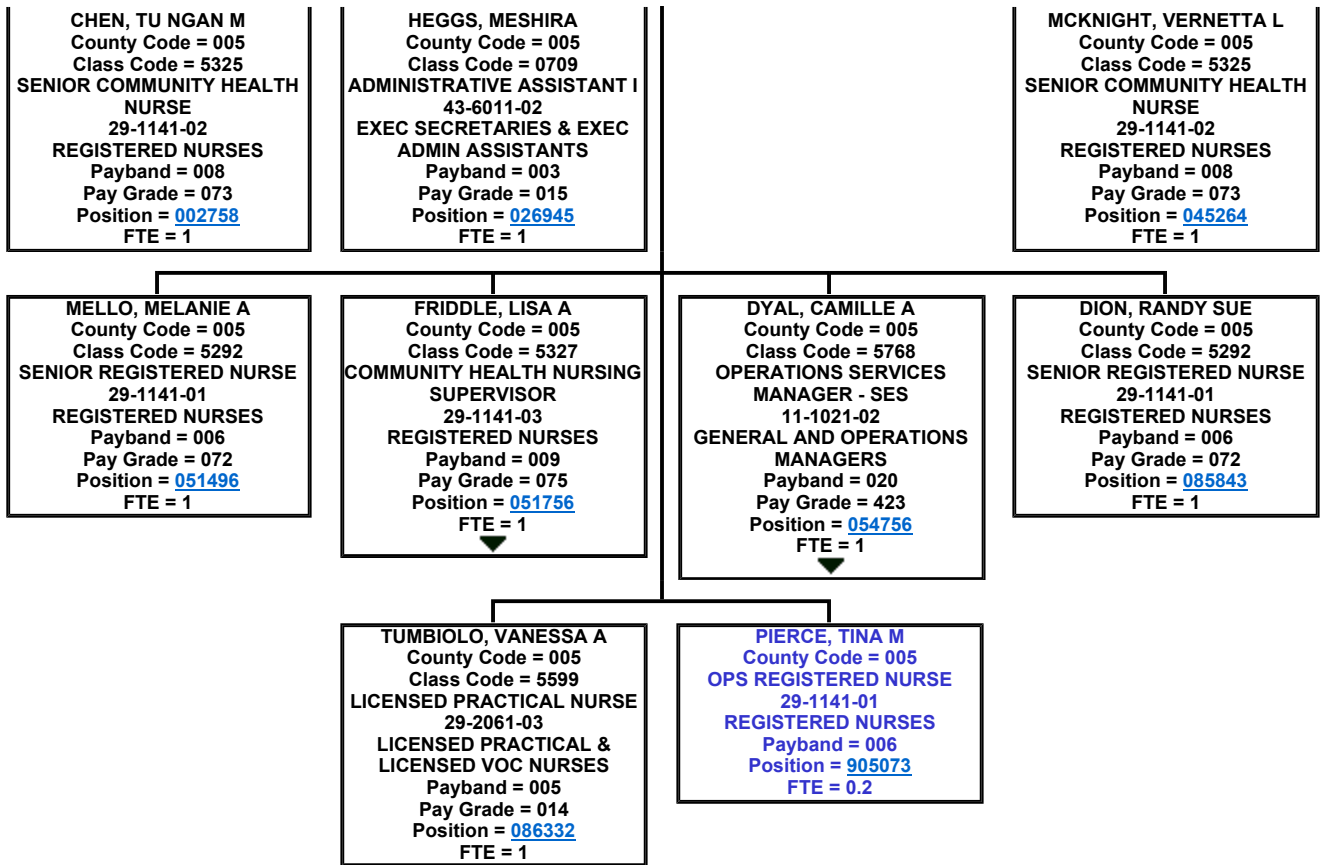 CHEN, TU NGAN M
County Code = 005
Class Code = 5325
SENIOR COMMUNITY HEALTH
NURSE
29-1141-02
REGISTERED NURSES
Payband = 008
Pay Grade = 073
Position = 002758
FTE = 1
HEGGS, MESHIRA
County Code = 005
Class Code = 0709
ADMINISTRATIVE ASSISTANT I
43-6011-02
EXEC SECRETARIES & EXEC
ADMIN ASSISTANTS
Payband = 003
Pay Grade = 015
Position = 026945
FTE = 1
MCKNIGHT, VERNETTA L
County Code = 005
Class Code = 5325
SENIOR COMMUNITY HEALTH
NURSE
29-1141-02
REGISTERED NURSES
Payband = 008
Pay Grade = 073
Position = 045264
FTE = 1
MELLO, MELANIE A
County Code = 005
Class Code = 5292
SENIOR REGISTERED NURSE
29-1141-01
REGISTERED NURSES
Payband = 006
Pay Grade = 072
Position = 051496
FTE = 1
FRIDDLE, LISA A
County Code = 005
Class Code = 5327
COMMUNITY HEALTH NURSING
SUPERVISOR
29-1141-03
REGISTERED NURSES
Payband = 009
Pay Grade = 075
Position = 051756
FTE = 1
DYAL, CAMILLE A
County Code = 005
Class Code = 5768
OPERATIONS SERVICES
MANAGER - SES
11-1021-02
GENERAL AND OPERATIONS
MANAGERS
Payband = 020
Pay Grade = 423
Position = 054756
FTE = 1
DION, RANDY SUE
County Code = 005
Class Code = 5292
SENIOR REGISTERED NURSE
29-1141-01
REGISTERED NURSES
Payband = 006
Pay Grade = 072
Position = 085843
FTE = 1
TUMBIOLO, VANESSA A
County Code = 005
Class Code = 5599
LICENSED PRACTICAL NURSE
29-2061-03
LICENSED PRACTICAL &
LICENSED VOC NURSES
Payband = 005
Pay Grade = 014
Position = 086332
FTE = 1
PIERCE, TINA M
County Code = 005
OPS REGISTERED NURSE
29-1141-01
REGISTERED NURSES
Payband = 006
Position = 905073
FTE = 0.2